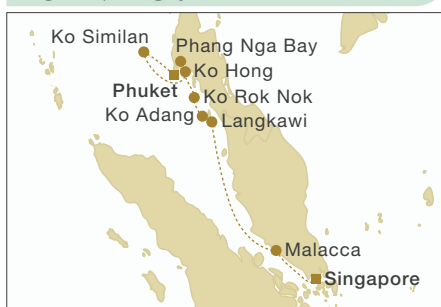 Ko Similan
Phang Nga Bay
Ko Hong
Phuket
Ko Rok Nok
Ko Adang
Langkawi
Malacca
Singapore